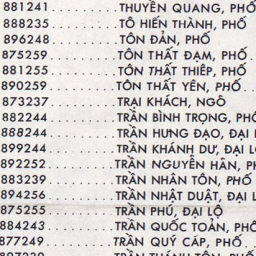 881241.........THUYỀN QUANG, PHỐ
888235.........TÔ HIẾN THÀNH, PHỐ
896248.........TÔN ĐẢN, PHỐ
875259.........TÔN THẤT ĐẠM, PHỐ
881255.........TÔN THẤT THIỆP, PHỐ
890259.........TÔN THẤT YÊN, PHỐ
873237.........TRẠI KHÁCH, NGÕ
882244.........TRẦN BÌNH TRỌNG, PHỐ
888244.........TRẦN HƯNG ĐẠO, ĐẠI
899244.........TRẦN KHÁNH DƯ, ĐẠI L
892252.........TRẦN NGUYÊN HÃN, PH
883239.........TRẦN NHÂN TÔN, PHỐ
894256.........TRẦN NHẬT DUẬT, ĐẠI
875255.........TRẦN PHÚ, ĐẠI LỘ
884243.........TRẦN QUỐC TOẢN, PHỐ
877249.........TRẦN QUÝ CÁP, PHỐ